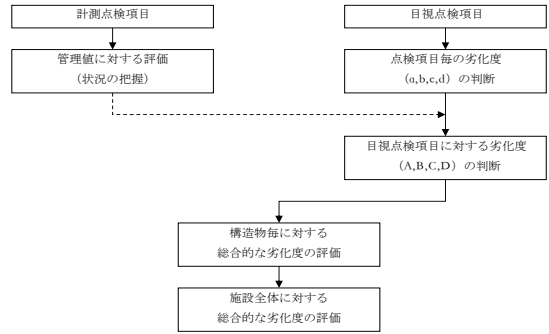 計測点検項目
目視点検項目
管理値に対する評価
（状況の把握）
点検項目毎の劣化度
（a,b,c,d）の判断
目視点検項目に対する劣化度
（A,B,C,D）の判断
構造物毎に対する
総合的な劣化度の評価
施設全体に対する
総合的な劣化度の評価